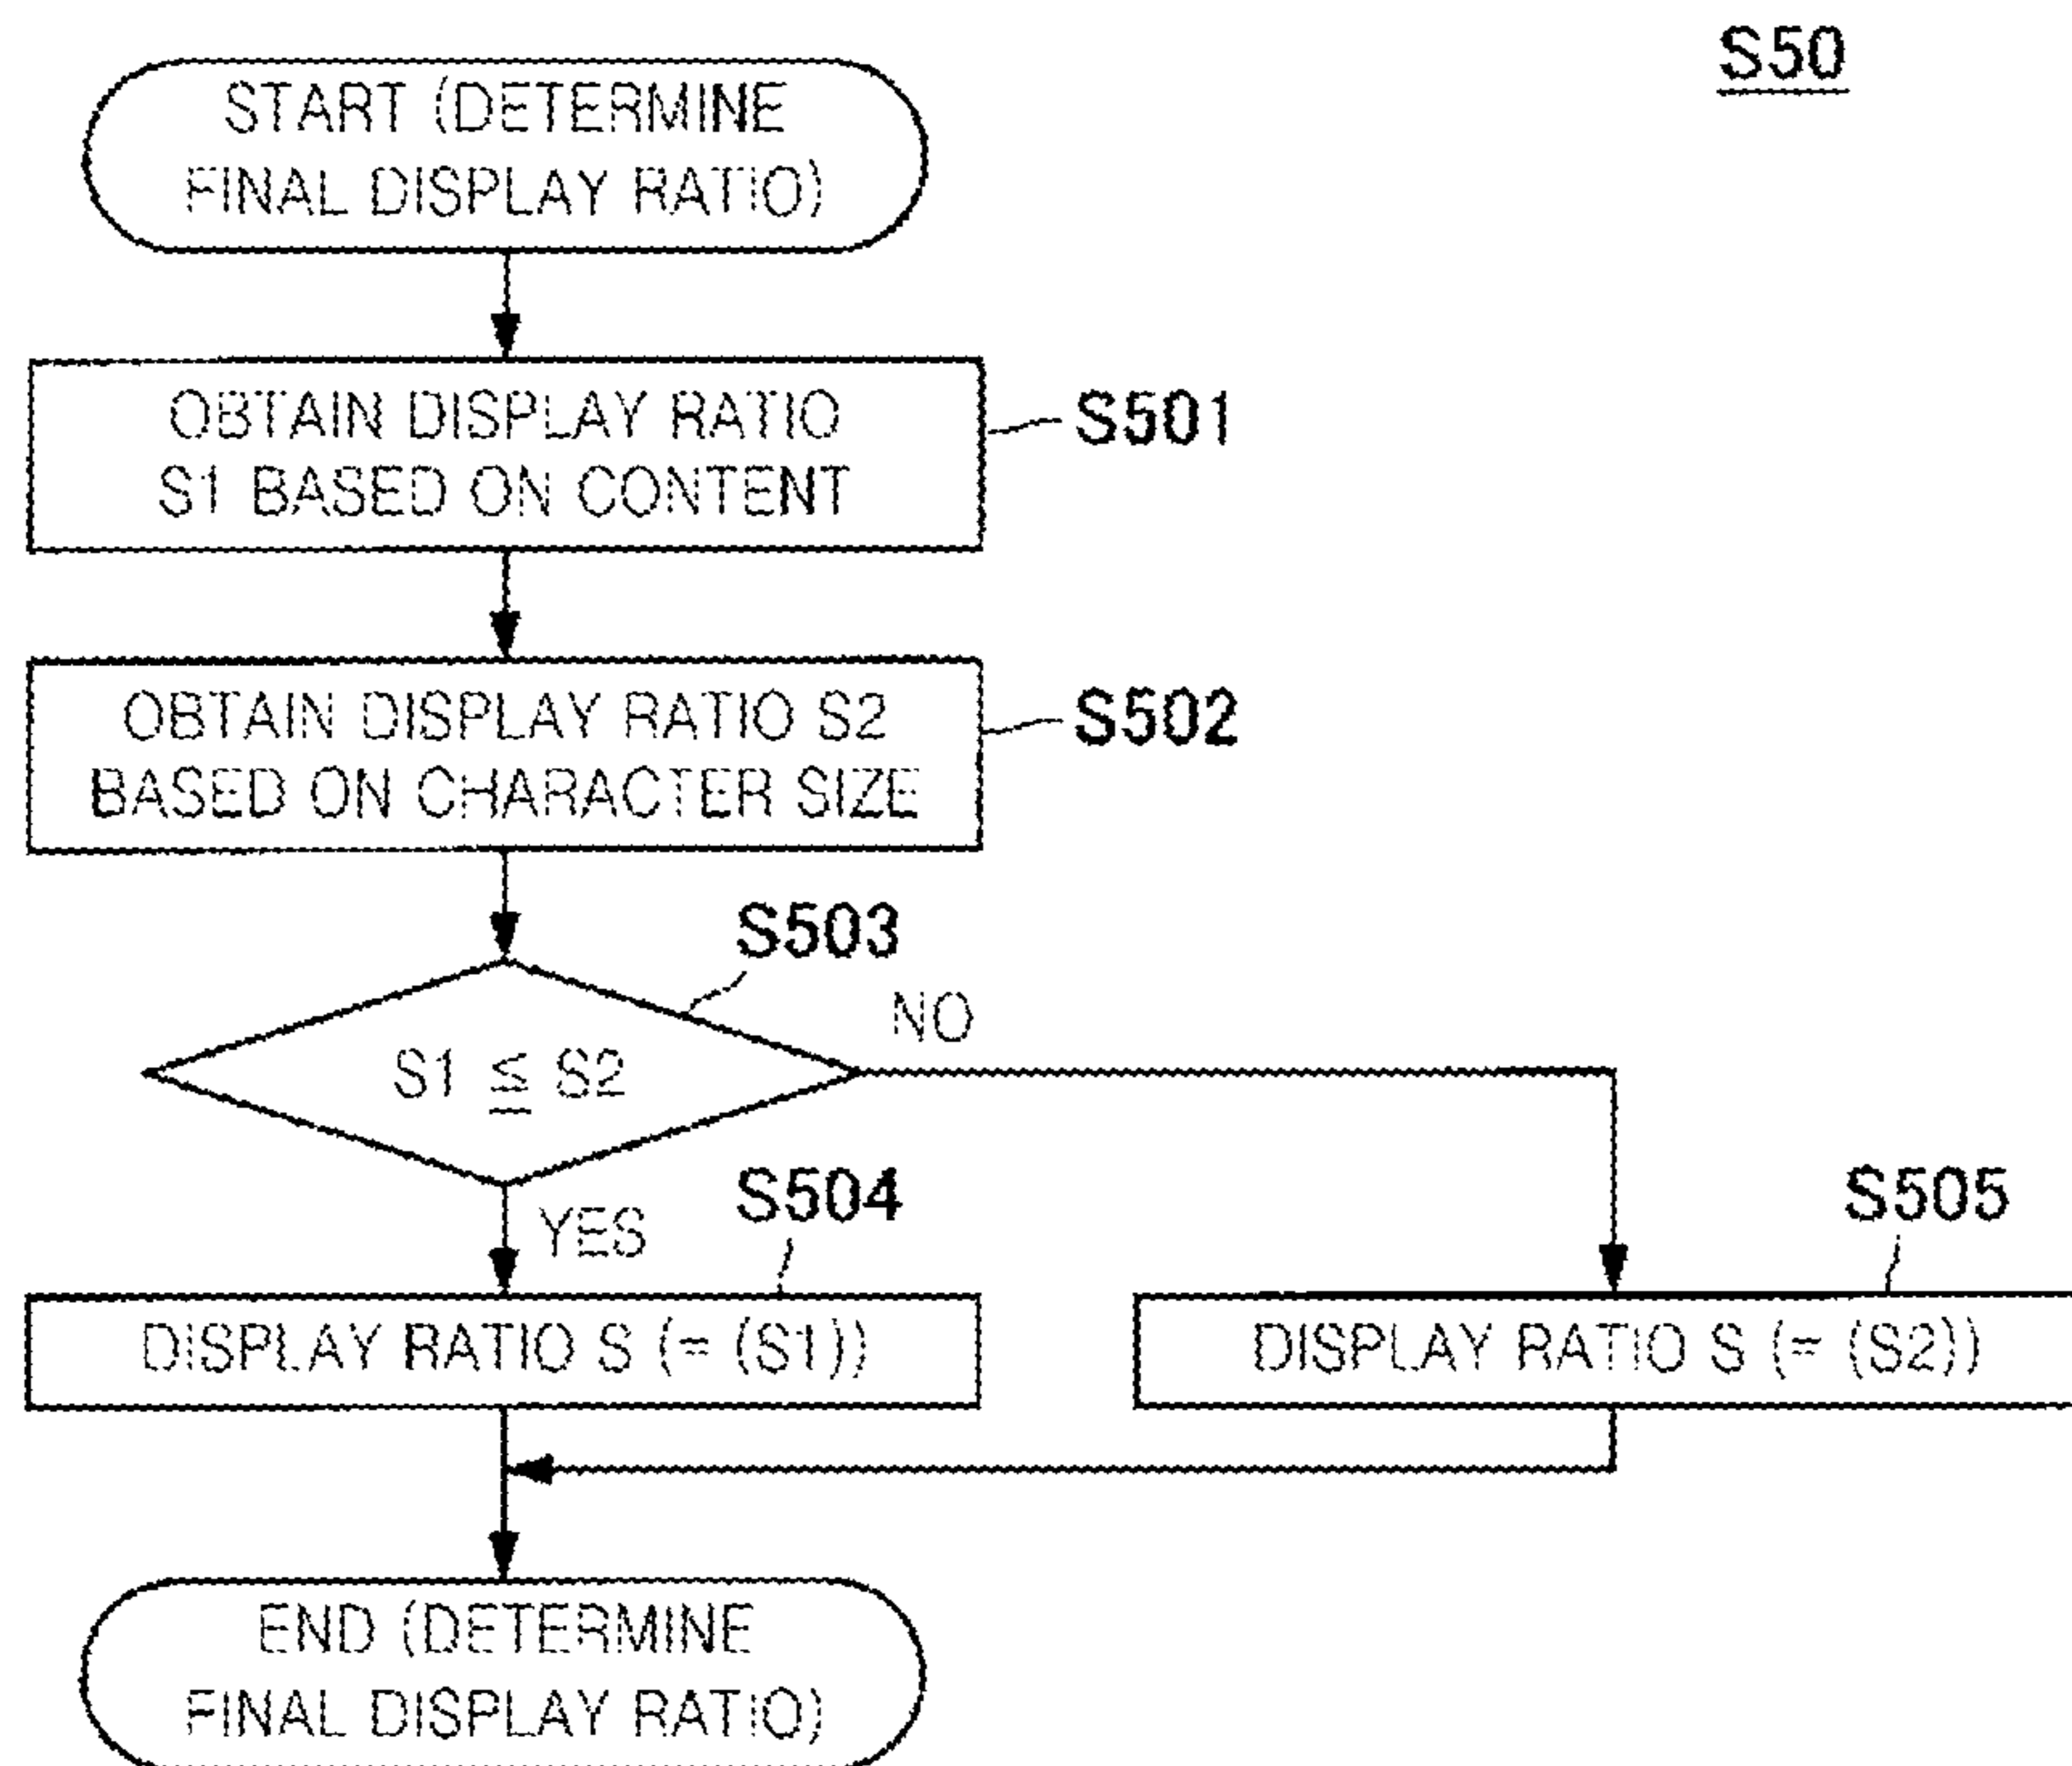 S50
START (DETERMINE
FINAL DISPLAY RATIO)
OBTAIN DISPLAY RATIO
S1 BASED ON CONTENT
S501
OBTAIN DISPLAY RATIO S2
BASED ON CHARACTER SIZE
S502
S503
S1 ≦ S2
NO
YES
S504
DISPLAY RATIO S (= (S1))
S505
DISPLAY RATIO S (= (S2))
END (DETERMINE
FINAL DISPLAY RATIO)